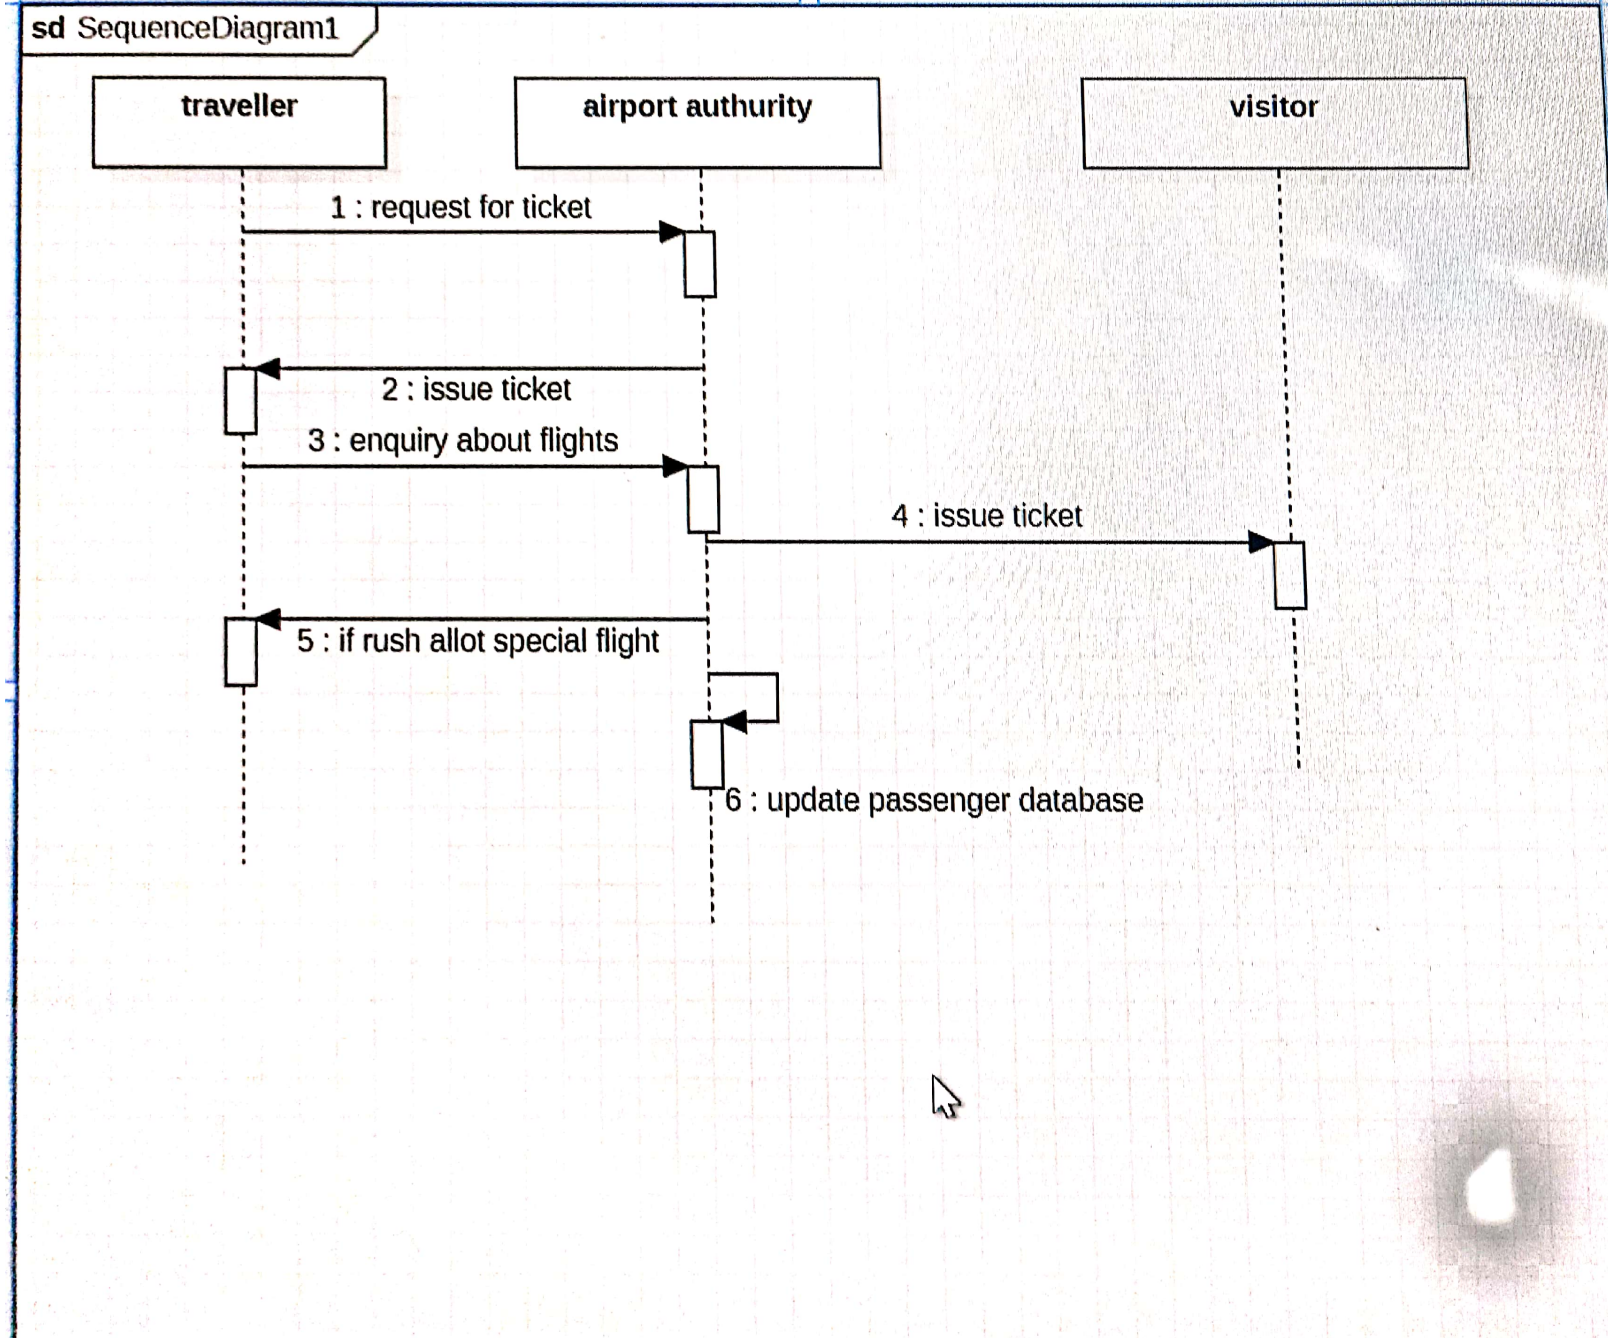 sd SequenceDiagram1
traveller
airport authurity
visitor
1 : request for ticket
2 : issue ticket
3 : enquiry about flights
4 : issue ticket
5 : if rush allot special flight
6 : update passenger database